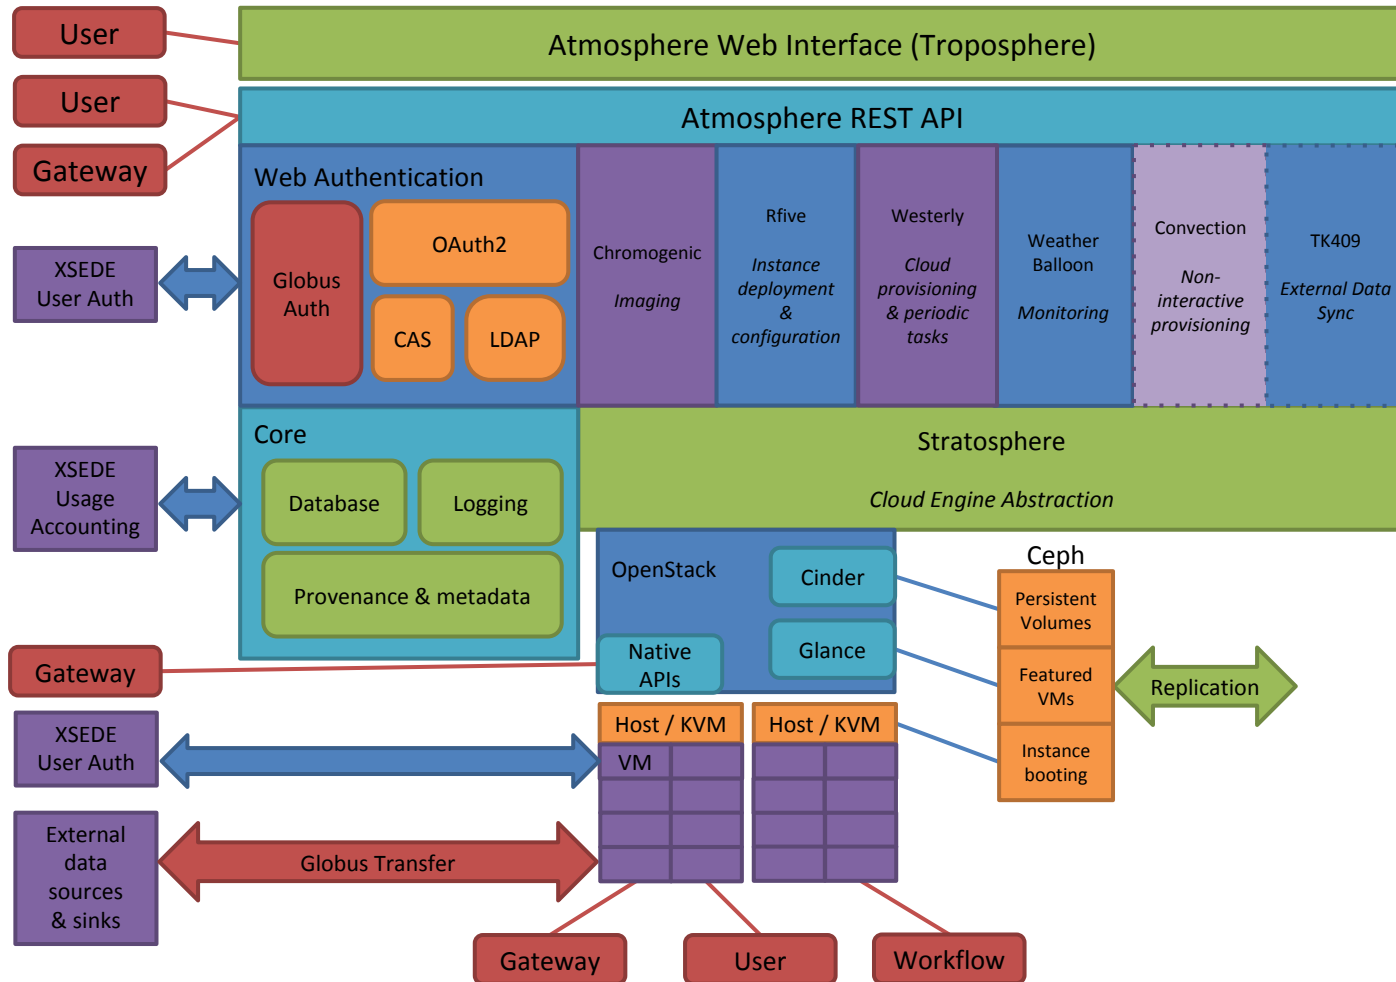 User
Atmosphere Web Interface (Troposphere)
User
Atmosphere REST API
Gateway
Web Authentication
Globus
Auth
OAuth2
CAS
LDAP
Chromogenic
Imaging
Rfive
Instance
deployment
&
configuration
Westerly
Cloud
provisioning
& periodic
tasks
Weather
Balloon
Monitoring
Convection
Non-
interactive
provisioning
TK409
External Data
Sync
XSEDE
User Auth
XSEDE
Usage
Accounting
Core
Database
Logging
Provenance & metadata
Stratosphere
Cloud Engine Abstraction
OpenStack
Cinder
Glance
Native
APIs
Ceph
Persistent
Volumes
Featured
VMs
Instance
booting
Replication
Gateway
XSEDE
User Auth
Host / KVM
Host / KVM
VM
External
data
sources
& sinks
Globus Transfer
Gateway
User
Workflow